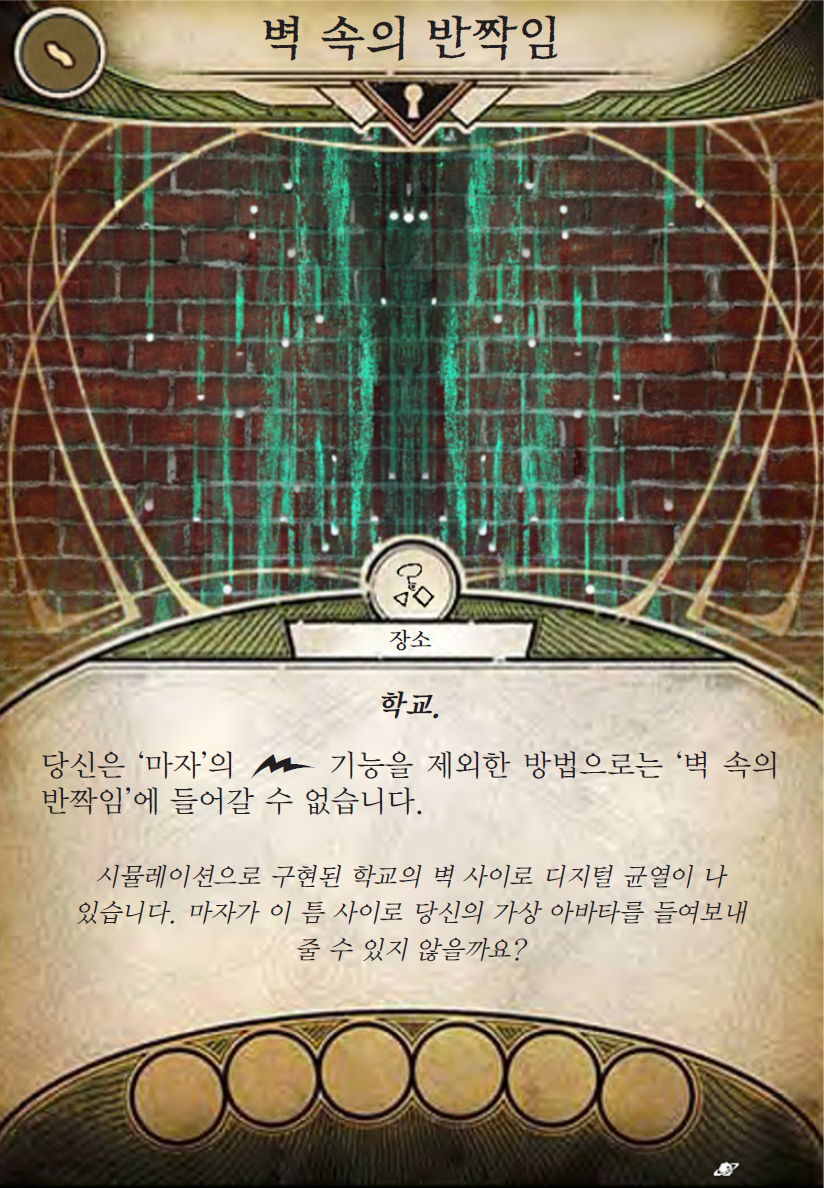 벽 속의 반짝임
장소
학교.
당신은 ‘마자’의 기능을 제외한 방법으로는 ‘벽 속의
반짝임’에 들어갈 수 없습니다.
시뮬레이션으로 구현된 학교의 벽 사이로 디지털 균열이 나
있습니다. 마자가 이 틈 사이로 당신의 가상 아바타를 들여보내
줄 수 있지 않을까요?